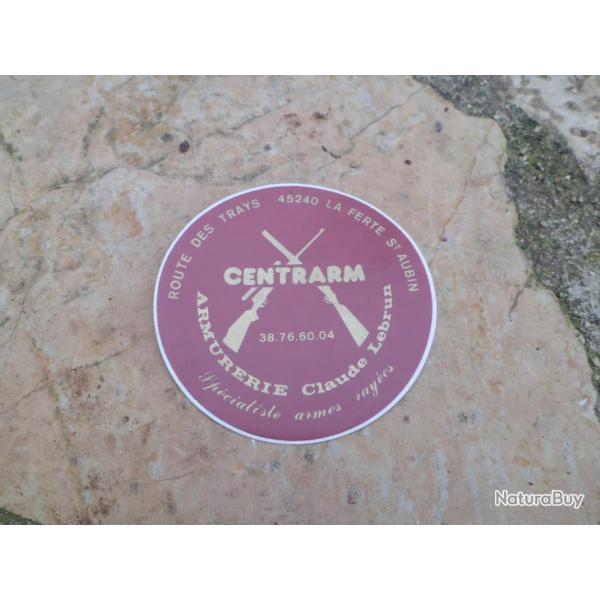 ROUTE DES TRAYS 45240 LA FERTE St AUBIN
CENTRARM
38.76.60.04
ARMURERIE Claude Lebrun
Spécialiste armes rayées
NaturaBuy